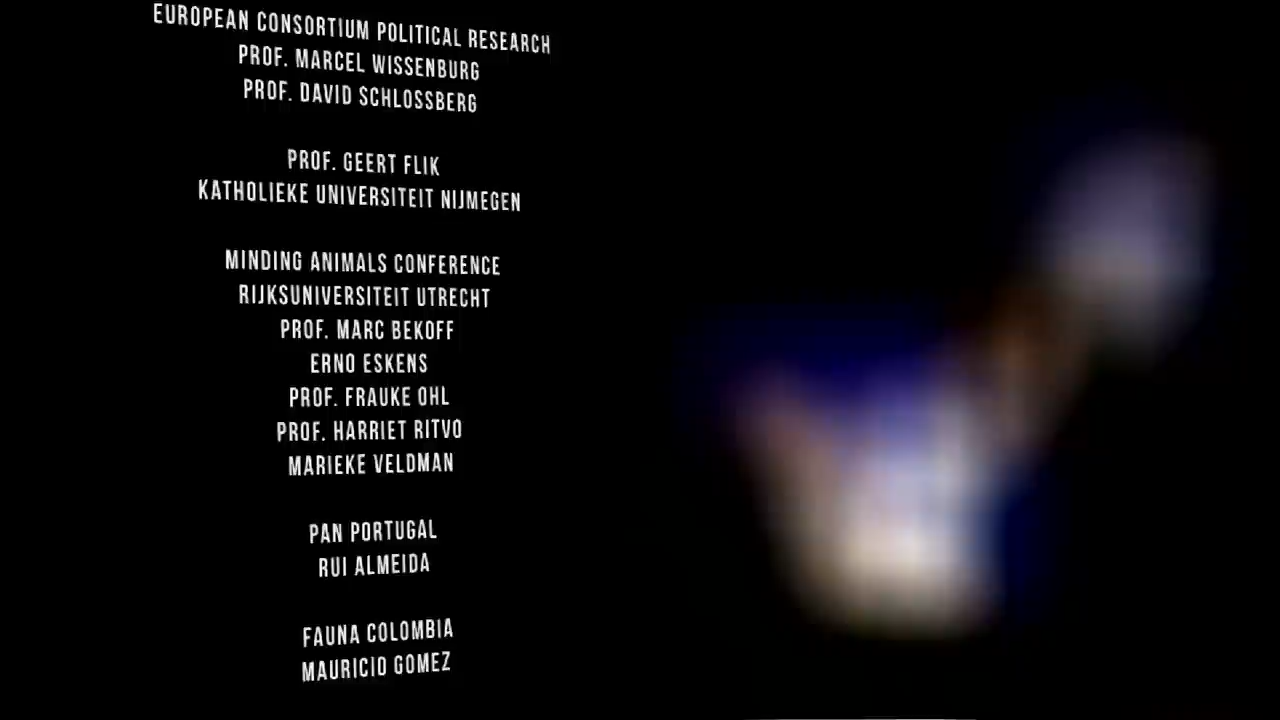 EUROPEAN CONSORTIUM POLITICAL RESEARCH
PROF. MARCEL WISSENBURG
PROF. DAVID SCHLOSSBERG
PROF. GEERT FLIK
KATHOLIEKE UNIVERSITEIT NIJMEGEN
MINDING ANIMALS CONFERENCE
RIJKSUNIVERSITEIT UTRECHT
PROF. MARC BEKOFF
ERNO ESKENS
PROF. FRAUKE OHL
PROF. HARRIET RITVO
MARIEKE VELDMAN
PAN PORTUGAL
RUI ALMEIDA
FAUNA COLOMBIA
MAURICIO GOMEZ